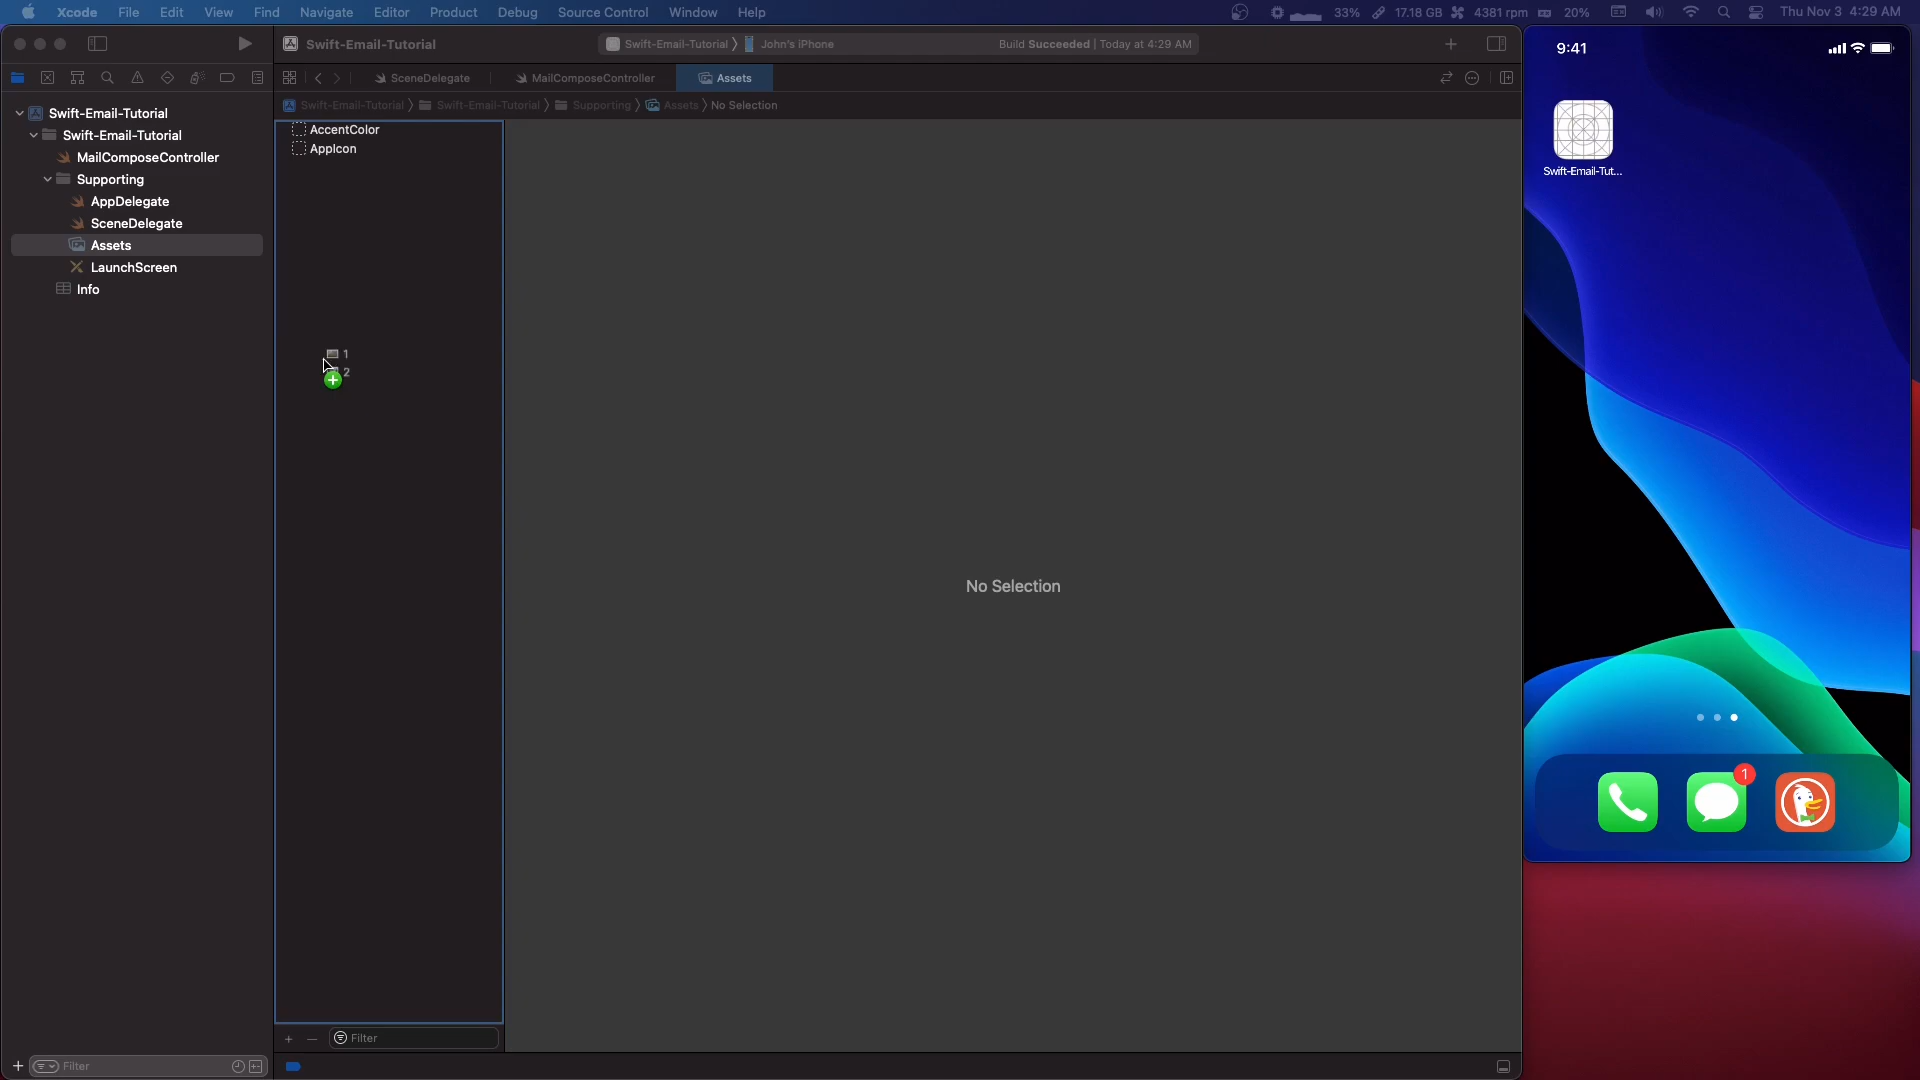 Xcode File Edit View Find Navigate Editor Product Debug Source Control Window Help 33% 17.18 GB 4381 rpm 20% Thu Nov 3 4:29 AM
Swift-Email-Tutorial
Swift-Email-Tutorial John's iPhone Build Succeeded | Today at 4:29 AM
SceneDelegate MailComposeController Assets
Swift-Email-Tutorial Swift-Email-Tutorial Supporting Assets No Selection
Swift-Email-Tutorial
Swift-Email-Tutorial
MailComposeController
Supporting
AppDelegate
SceneDelegate
Assets
LaunchScreen
Info
Filter
AccentColor
AppIcon
1
2
Filter
No Selection
9:41
Swift-Email-Tut...
1